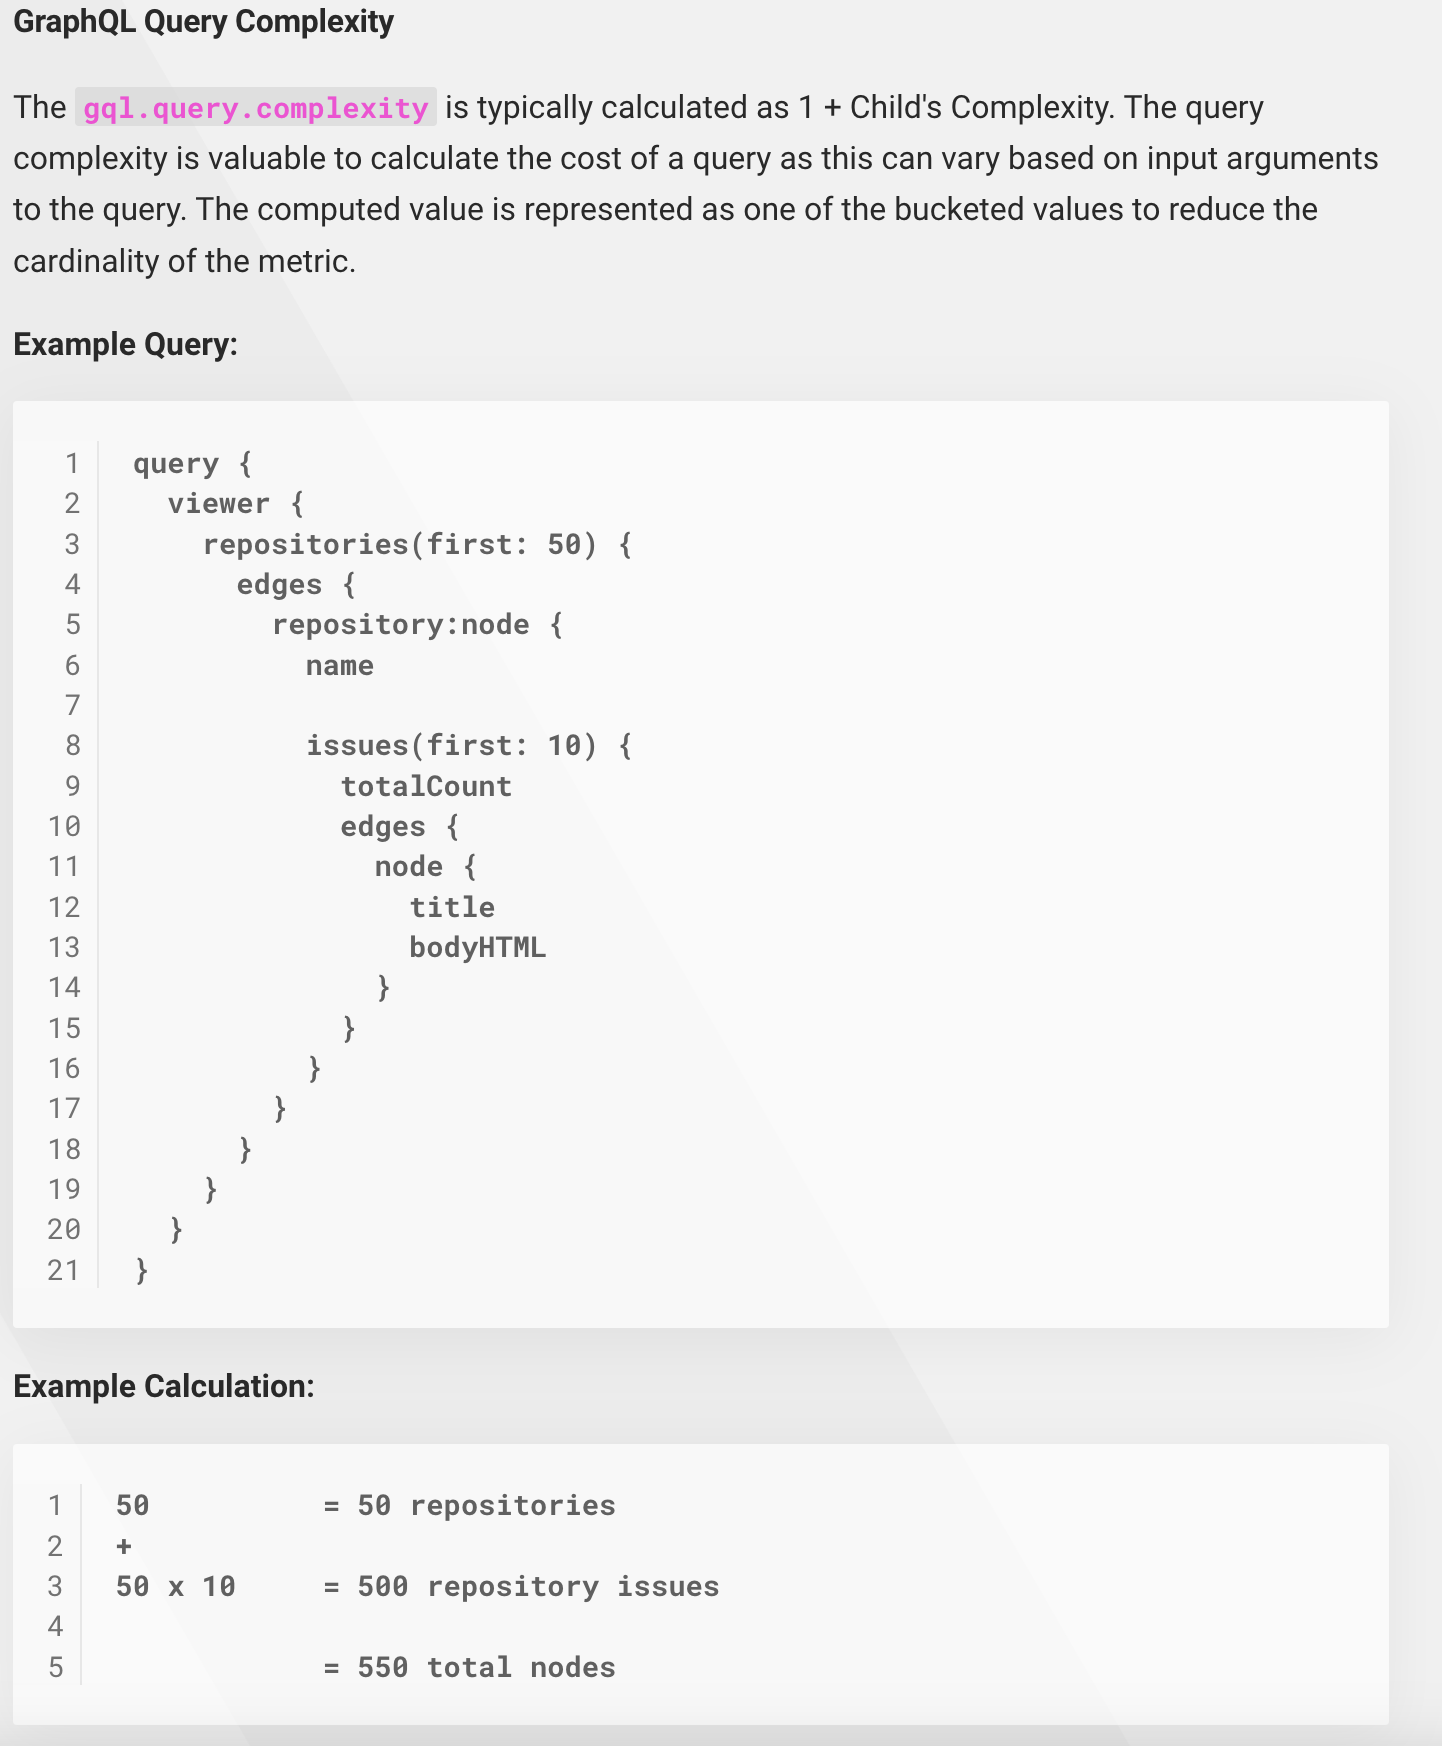 GraphQL Query Complexity
The gql.query.complexity is typically calculated as 1 + Child's Complexity. The query
complexity is valuable to calculate the cost of a query as this can vary based on input arguments
to the query. The computed value is represented as one of the bucketed values to reduce the
cardinality of the metric.
Example Query:
1 query {
2   viewer {
3     repositories(first: 50) {
4       edges {
5         repository:node {
6           name
7
8           issues(first: 10) {
9             totalCount
10             edges {
11               node {
12                 title
13                 bodyHTML
14               }
15             }
16           }
17         }
18       }
19     }
20   }
21 }
Example Calculation:
1 50          = 50 repositories
2 +
3 50 x 10     = 500 repository issues
4
5             = 550 total nodes